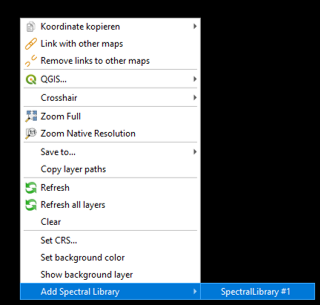 Koordinate kopieren
Link with other maps
Remove links to other maps
QGIS...
Crosshair
Zoom Full
Zoom Native Resolution
Save to...
Copy layer paths
Refresh
Refresh all layers
Clear
Set CRS...
Set background color
Show background layer
Add Spectral Library
SpectralLibrary #1